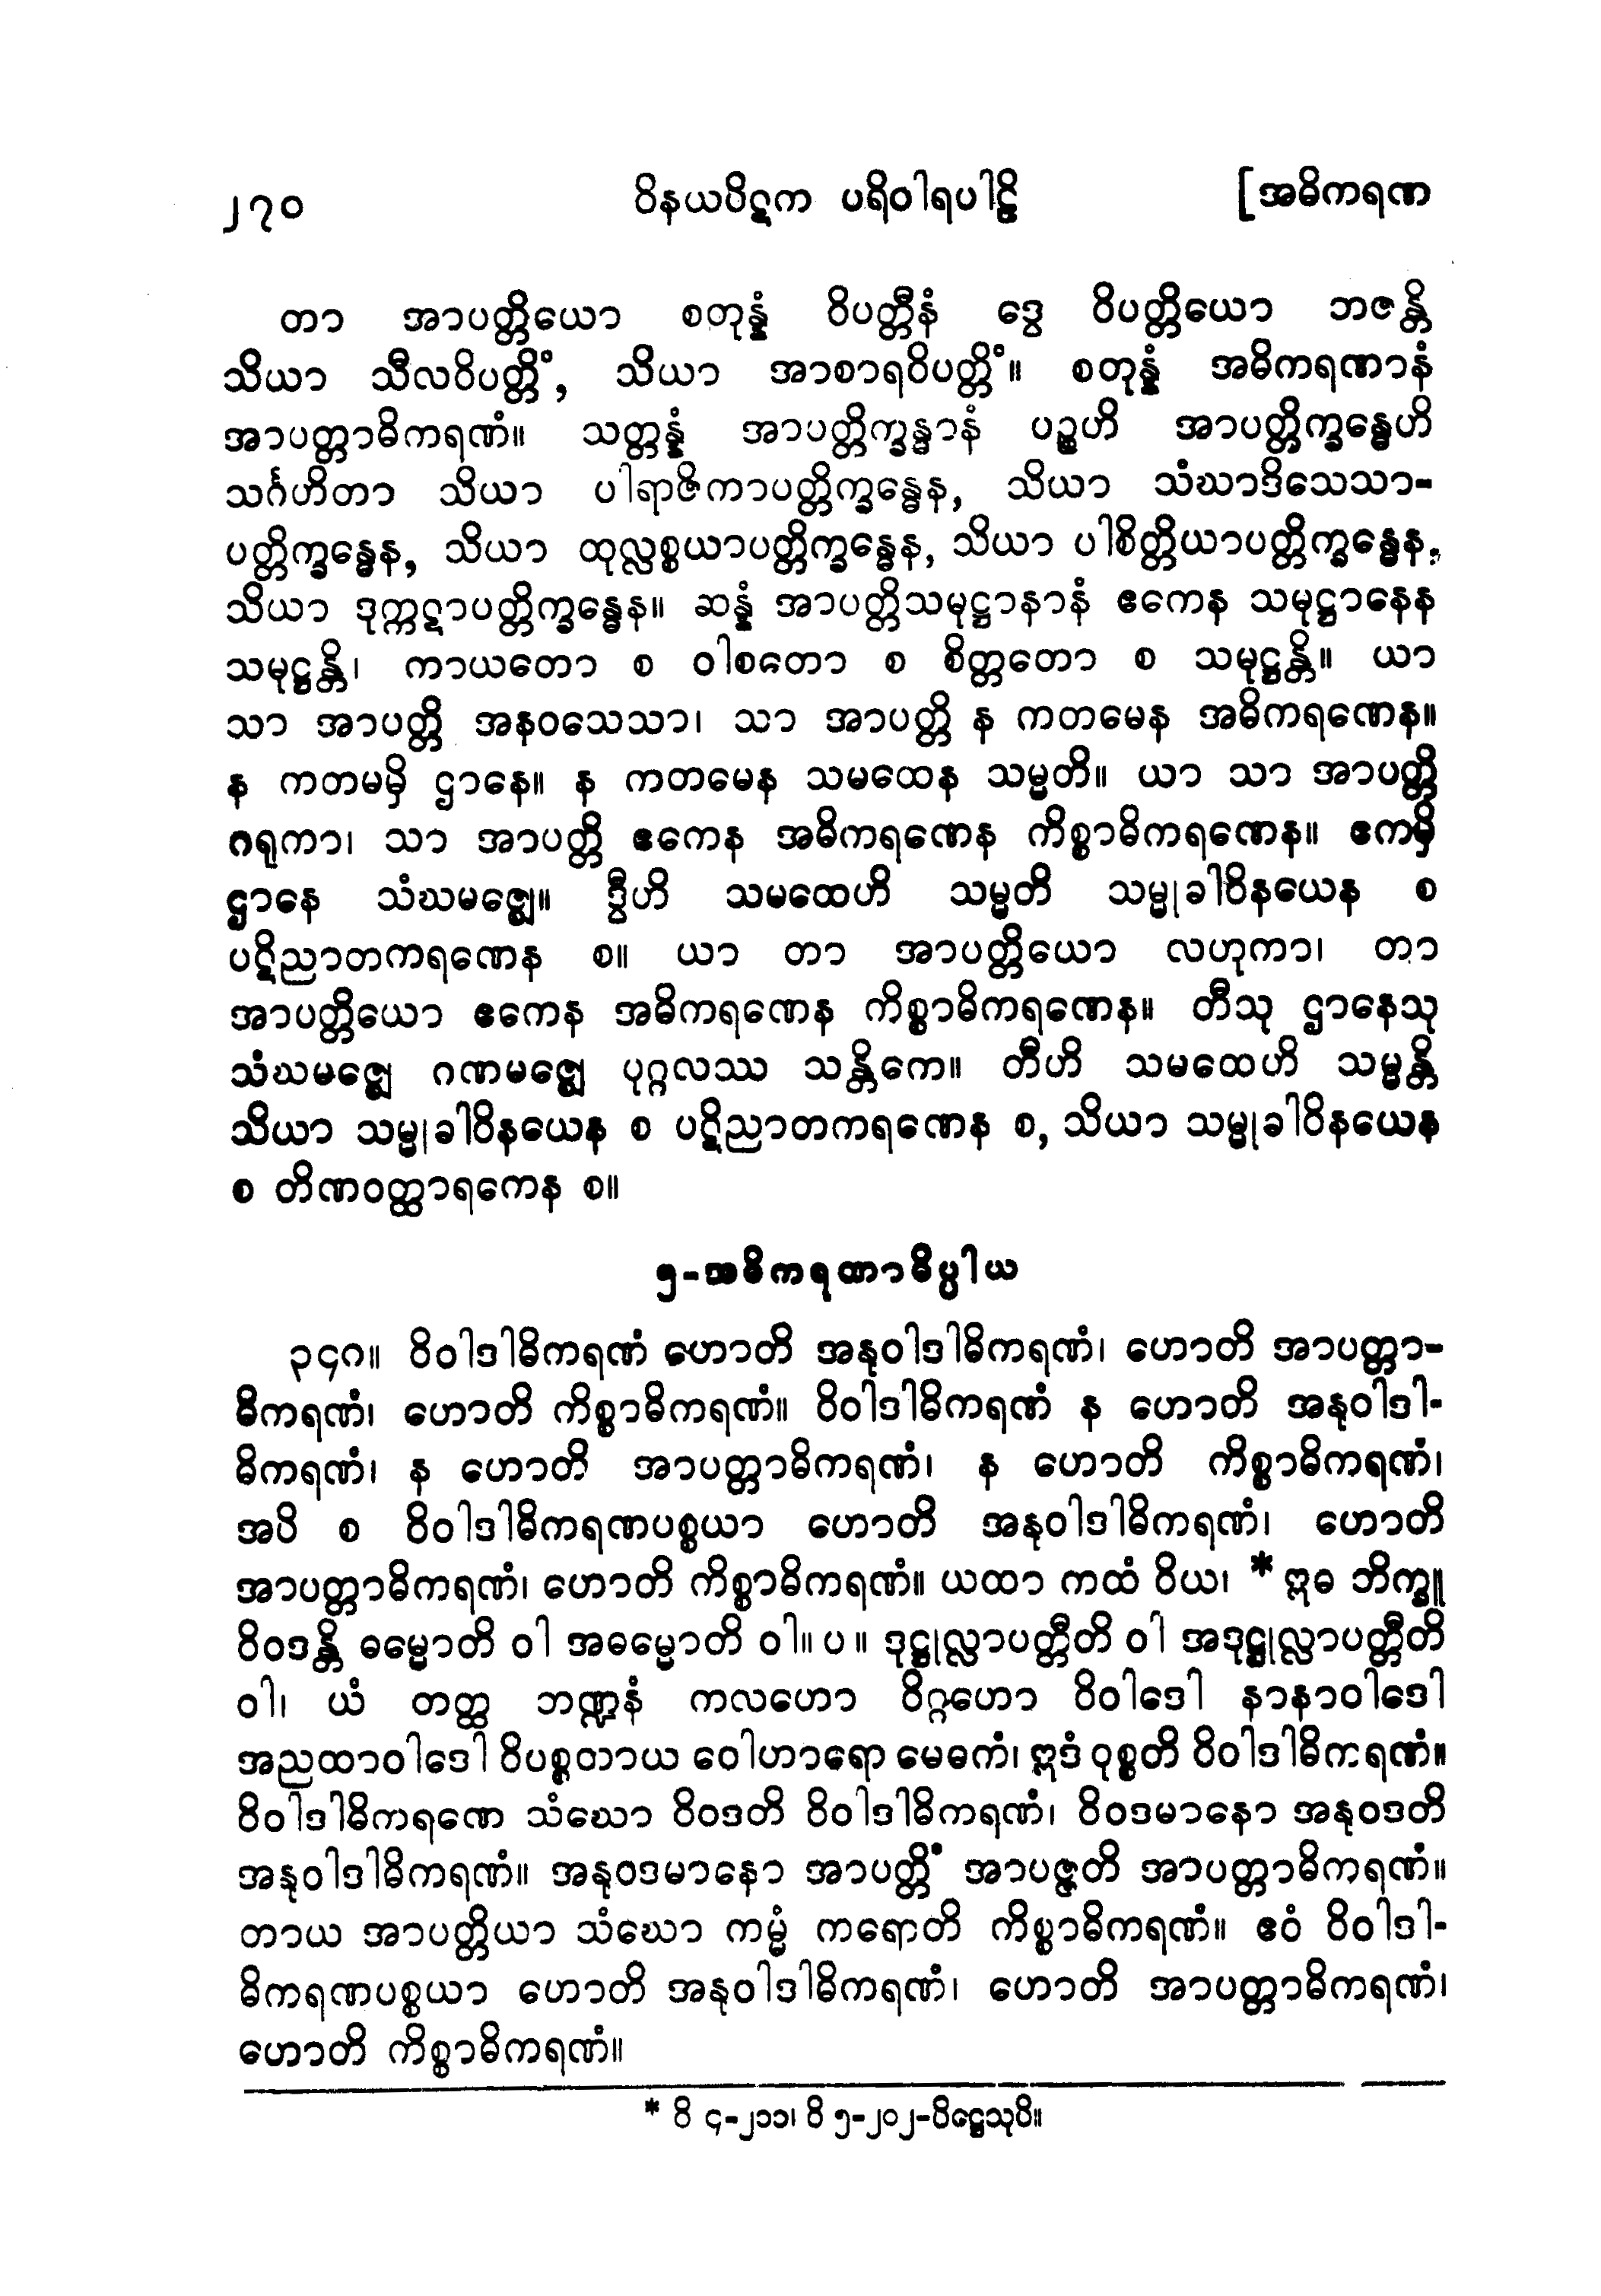 ၂၇၀ ဝိနယပိဋက ပရိဝါရပါဠိ [အဓိကရဏ
တာ အာပတ္တိယော စတုန္နံ ဝိပတ္တီနံ ဒွေ ဝိပတ္တိယော ဘဇန္တိ
သိယာ သီလဝိပတ္တိံ, သိယာ အာစာရဝိပတ္တိံ။ စတုန္နံ အဓိကရဏာနံ
အာပတ္တာဓိကရဏံ။ သတ္တန္နံ အာပတ္တိက္ခန္ဓာနံ ပဉ္စဟိ အာပတ္တိက္ခန္ဓေဟိ
သင်္ဂဟိတာ သိယာ ပါရာဇိကာပတ္တိက္ခန္ဓေန, သိယာ သံဃာဒိသေသာ-
ပတ္တိက္ခန္ဓေန, သိယာ ထုလ္လစ္စယာပတ္တိက္ခန္ဓေန, သိယာ ပါစိတ္တိယာပတ္တိက္ခန္ဓေန,
သိယာ ဒုက္ကဋာပတ္တိက္ခန္ဓေန။ ဆန္နံ အာပတ္တိသမုဋ္ဌာနာနံ ဧကေန သမုဋ္ဌာနေန
သမုဋ္ဌန္တိ၊ ကာယတော စ ဝါစတော စ စိတ္တတော စ သမုဋ္ဌန္တိ။ ယာ
သာ အာပတ္တိ အနဝသေသာ၊ သာ အာပတ္တိ န ကတမေန အဓိကရဏေန။
န ကတမမှိ ဌာနေ။ န ကတမေန သမထေန သမ္မတိ။ ယာ သာ အာပတ္တိ
ဂရုကာ၊ သာ အာပတ္တိ ဧကေန အဓိကရဏေန ကိစ္စာဓိကရဏေန။ ဧကမှိ
ဌာနေ သံဃမဇ္ဈေ။ ဒွီဟိ သမထေဟိ သမ္မတိ သမ္မုခါဝိနယေန စ
ပဋိညာတကရဏေန စ။ ယာ တာ အာပတ္တိယော လဟုကာ၊ တာ
အာပတ္တိယော ဧကေန အဓိကရဏေန ကိစ္စာဓိကရဏေန။ တီသု ဌာနေသု
သံဃမဇ္ဈေ ဂဏမဇ္ဈေ ပုဂ္ဂလဿ သန္တိကေ။ တီဟိ သမထေဟိ သမ္မန္တိ
သိယာ သမ္မုခါဝိနယေန စ ပဋိညာတကရဏေန စ, သိယာ သမ္မုခါဝိနယေန
စ တိဏဝတ္ထာရကေန စ။
၅-အဓိကရဏာဓိပ္ပါယ
၃၄၈။ ဝိဝါဒါဓိကရဏံ ဟောတိ အနုဝါဒါဓိကရဏံ၊ ဟောတိ အာပတ္တာ-
ဓိကရဏံ၊ ဟောတိ ကိစ္စာဓိကရဏံ။ ဝိဝါဒါဓိကရဏံ န ဟောတိ အနုဝါဒါ-
ဓိကရဏံ၊ န ဟောတိ အာပတ္တာဓိကရဏံ၊ န ဟောတိ ကိစ္စာဓိကရဏံ၊
အပိ စ ဝိဝါဒါဓိကရဏပစ္စယာ ဟောတိ အနုဝါဒါဓိကရဏံ၊ ဟောတိ
အာပတ္တာဓိကရဏံ၊ ဟောတိ ကိစ္စာဓိကရဏံ။ ယထာ ကထံ ဝိယ၊ * ဣဓ ဘိက္ခူ
ဝိဝဒန္တိ ဓမ္မောတိ ဝါ အဓမ္မောတိ ဝါ။ ပ ။ ဒုဋ္ဌုလ္လာပတ္တီတိ ဝါ အဒုဋ္ဌုလ္လာပတ္တီတိ
ဝါ၊ ယံ တတ္ထ ဘဏ္ဍနံ ကလဟော ဝိဂ္ဂဟော ဝိဝါဒေါ နာနာဝါဒေါ
အညထာဝါဒေါ ဝိပစ္စတာယ ဝေါဟာရော မေဓကံ၊ ဣဒံ ဝုစ္စတိ ဝိဝါဒါဓိကရဏံ။
ဝိဝါဒါဓိကရဏေ သံဃော ဝိဝဒတိ ဝိဝါဒါဓိကရဏံ၊ ဝိဝဒမာနော အနုဝဒတိ
အနုဝါဒါဓိကရဏံ။ အနုဝဒမာနော အာပတ္တိံ အာပဇ္ဇတိ အာပတ္တာဓိကရဏံ။
တာယ အာပတ္တိယာ သံဃော ကမ္မံ ကရောတိ ကိစ္စာဓိကရဏံ။ ဧဝံ ဝိဝါဒါ-
ဓိကရဏပစ္စယာ ဟောတိ အနုဝါဒါဓိကရဏံ၊ ဟောတိ အာပတ္တာဓိကရဏံ၊
ဟောတိ ကိစ္စာဓိကရဏံ။
* ဝိ ၄-၂၁၁၊ ဝိ ၅-၂၀၂-ပိဋ္ဌေသုပိ။